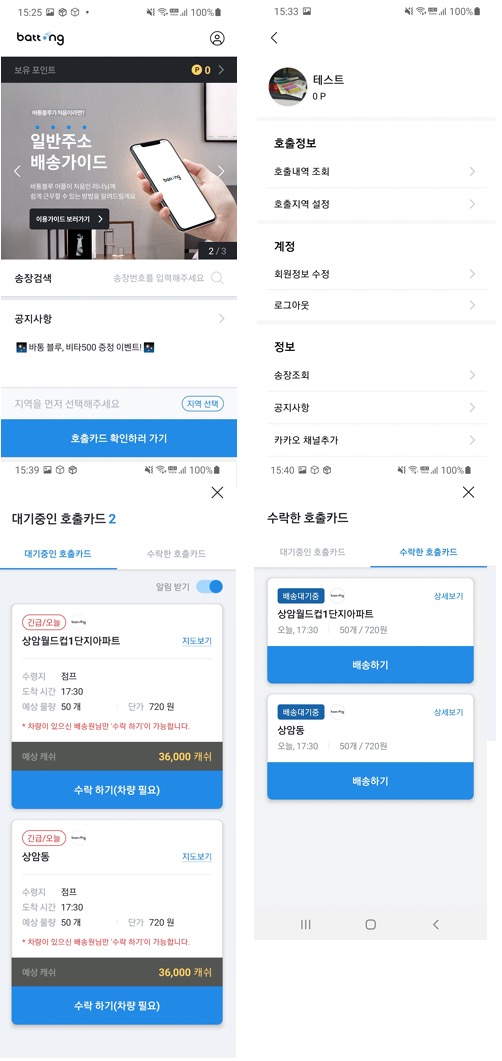 15:25
100%
batt ng
보유 포인트
P 0
바통블루가 처음이라면?
일반주소
배송가이드
바통블루 어플이 처음인 러너님께
쉽게 근무할 수 있는 방법을 알려드릴게요
이용가이드 보러가기
batt ng
2 / 3
송장검색
송장번호를 입력해주세요
공지사항
바통 블루, 비타500 증정 이벤트!
지역을 먼저 선택해주세요
지역 선택
호출카드 확인하러 가기
15:33
100%
테스트
0 P
호출정보
호출내역 조회
호출지역 설정
계정
회원정보 수정
로그아웃
정보
송장조회
공지사항
카카오 채널추가
15:39
100%
대기중인 호출카드 2
대기중인 호출카드
수락한 호출카드
알림 받기
긴급/오늘
상암월드컵1단지아파트
지도보기
수령지 점프
도착 시간 17:30
예상 물량 50 개
단가 720 원
* 차량이 있으신 배송원님만 '수락 하기'이 가능합니다.
예상 캐쉬
36,000 캐쉬
수락 하기(차량 필요)
긴급/오늘
상암동
지도보기
수령지 점프
도착 시간 17:30
예상 물량 50 개
단가 720 원
* 차량이 있으신 배송원님만 '수락 하기'이 가능합니다.
예상 캐쉬
36,000 캐쉬
수락 하기(차량 필요)
15:40
100%
수락한 호출카드
대기중인 호출카드
수락한 호출카드
배송대기중
상세보기
상암월드컵1단지아파트
오늘, 17:30
50개 / 720원
배송하기
배송대기중
상세보기
상암동
오늘, 17:30
50개 / 720원
배송하기